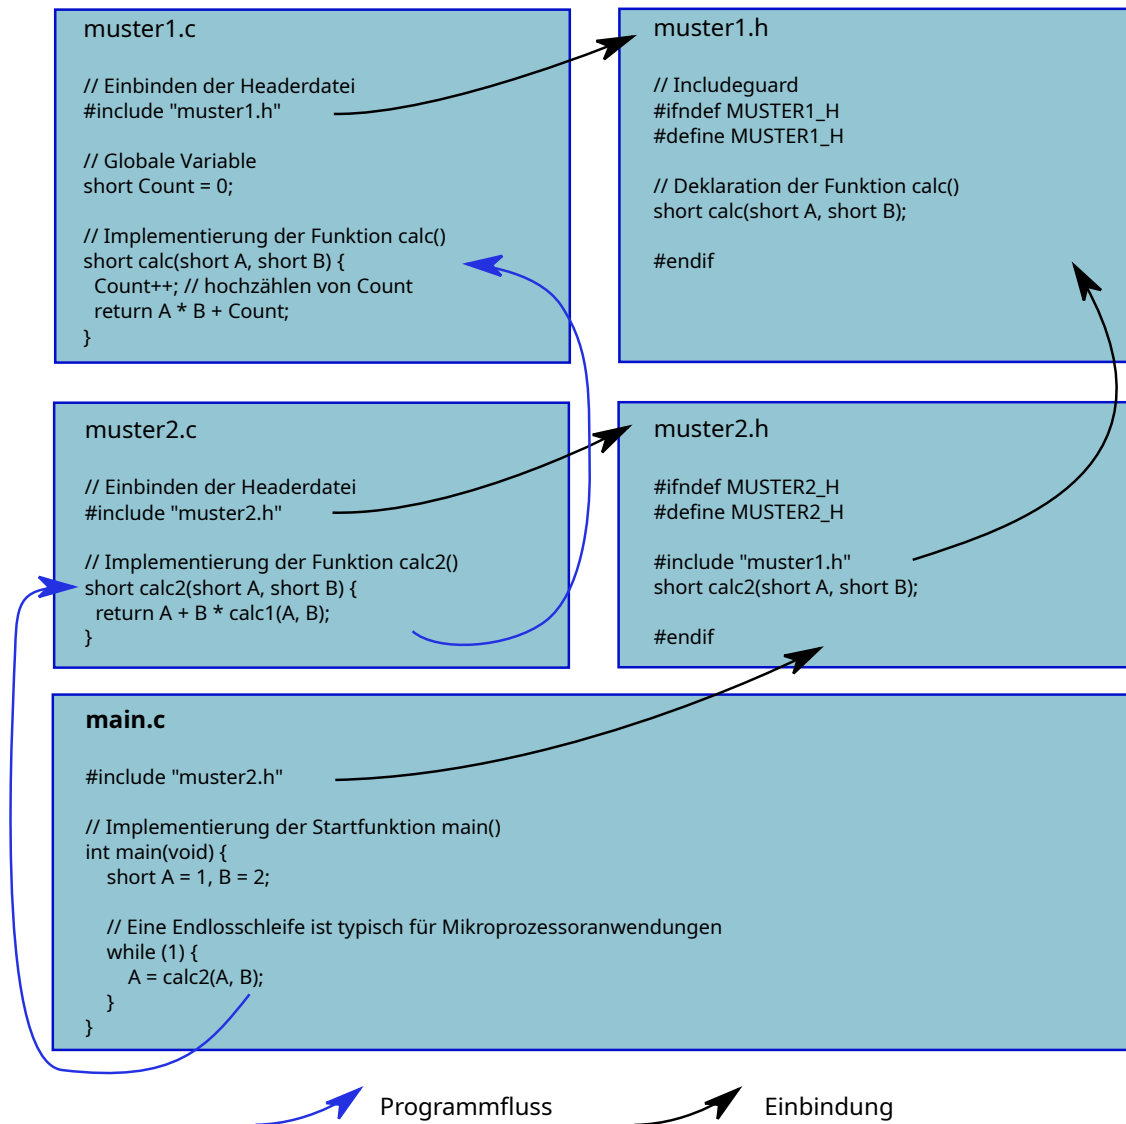 muster1.c
// Einbinden der Headerdatei
#include "muster1.h"
// Globale Variable
short Count = 0;
// Implementierung der Funktion calc()
short calc(short A, short B) {
  Count++; // hochzählen von Count
  return A * B + Count;
}
muster1.h
// Includeguard
#ifndef MUSTER1_H
#define MUSTER1_H
// Deklaration der Funktion calc()
short calc(short A, short B);
#endif
muster2.c
// Einbinden der Headerdatei
#include "muster2.h"
// Implementierung der Funktion calc2()
short calc2(short A, short B) {
  return A + B * calc1(A, B);
}
muster2.h
#ifndef MUSTER2_H
#define MUSTER2_H
#include "muster1.h"
short calc2(short A, short B);
#endif
main.c
#include "muster2.h"
// Implementierung der Startfunktion main()
int main(void) {
    short A = 1, B = 2;
    // Eine Endlosschleife ist typisch für Mikroprozessoranwendungen
    while (1) {
        A = calc2(A, B);
    }
}
Programmfluss
Einbindung